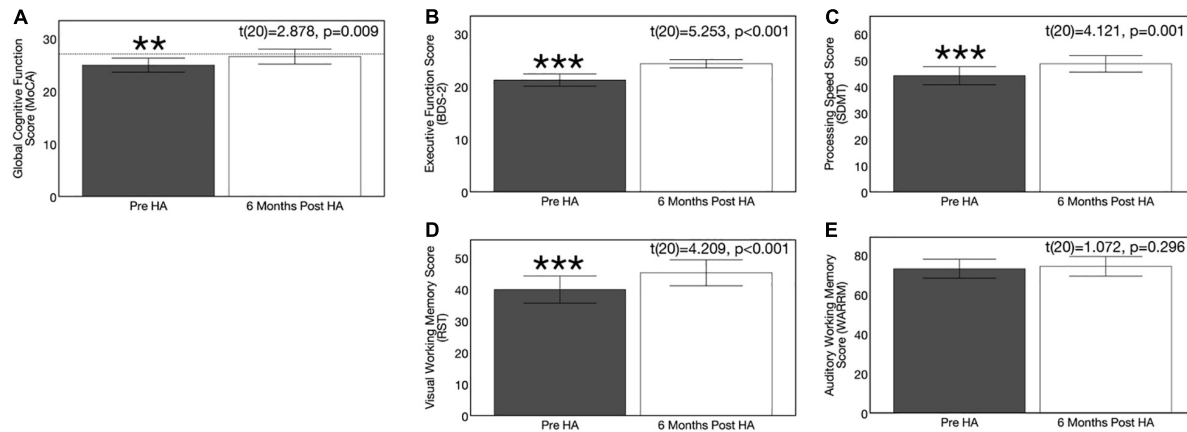 A
t(20)=2.878, p=0.009
**
30
20
10
0
Global Cognitive Function
Score (MoCA)
Pre HA
6 Months Post HA
B
t(20)=5.253, p<0.001
***
30
20
10
0
Executive Function Score
(BDS-2)
Pre HA
6 Months Post HA
C
t(20)=4.121, p=0.001
***
60
50
40
30
20
10
0
Processing Speed Score
(SDMT)
Pre HA
6 Months Post HA
D
t(20)=4.209, p<0.001
***
50
40
30
20
10
0
Visual Working Memory Score
(RST)
Pre HA
6 Months Post HA
E
t(20)=1.072, p=0.296
80
60
40
20
0
Auditory Working Memory
Score (WARRM)
Pre HA
6 Months Post HA